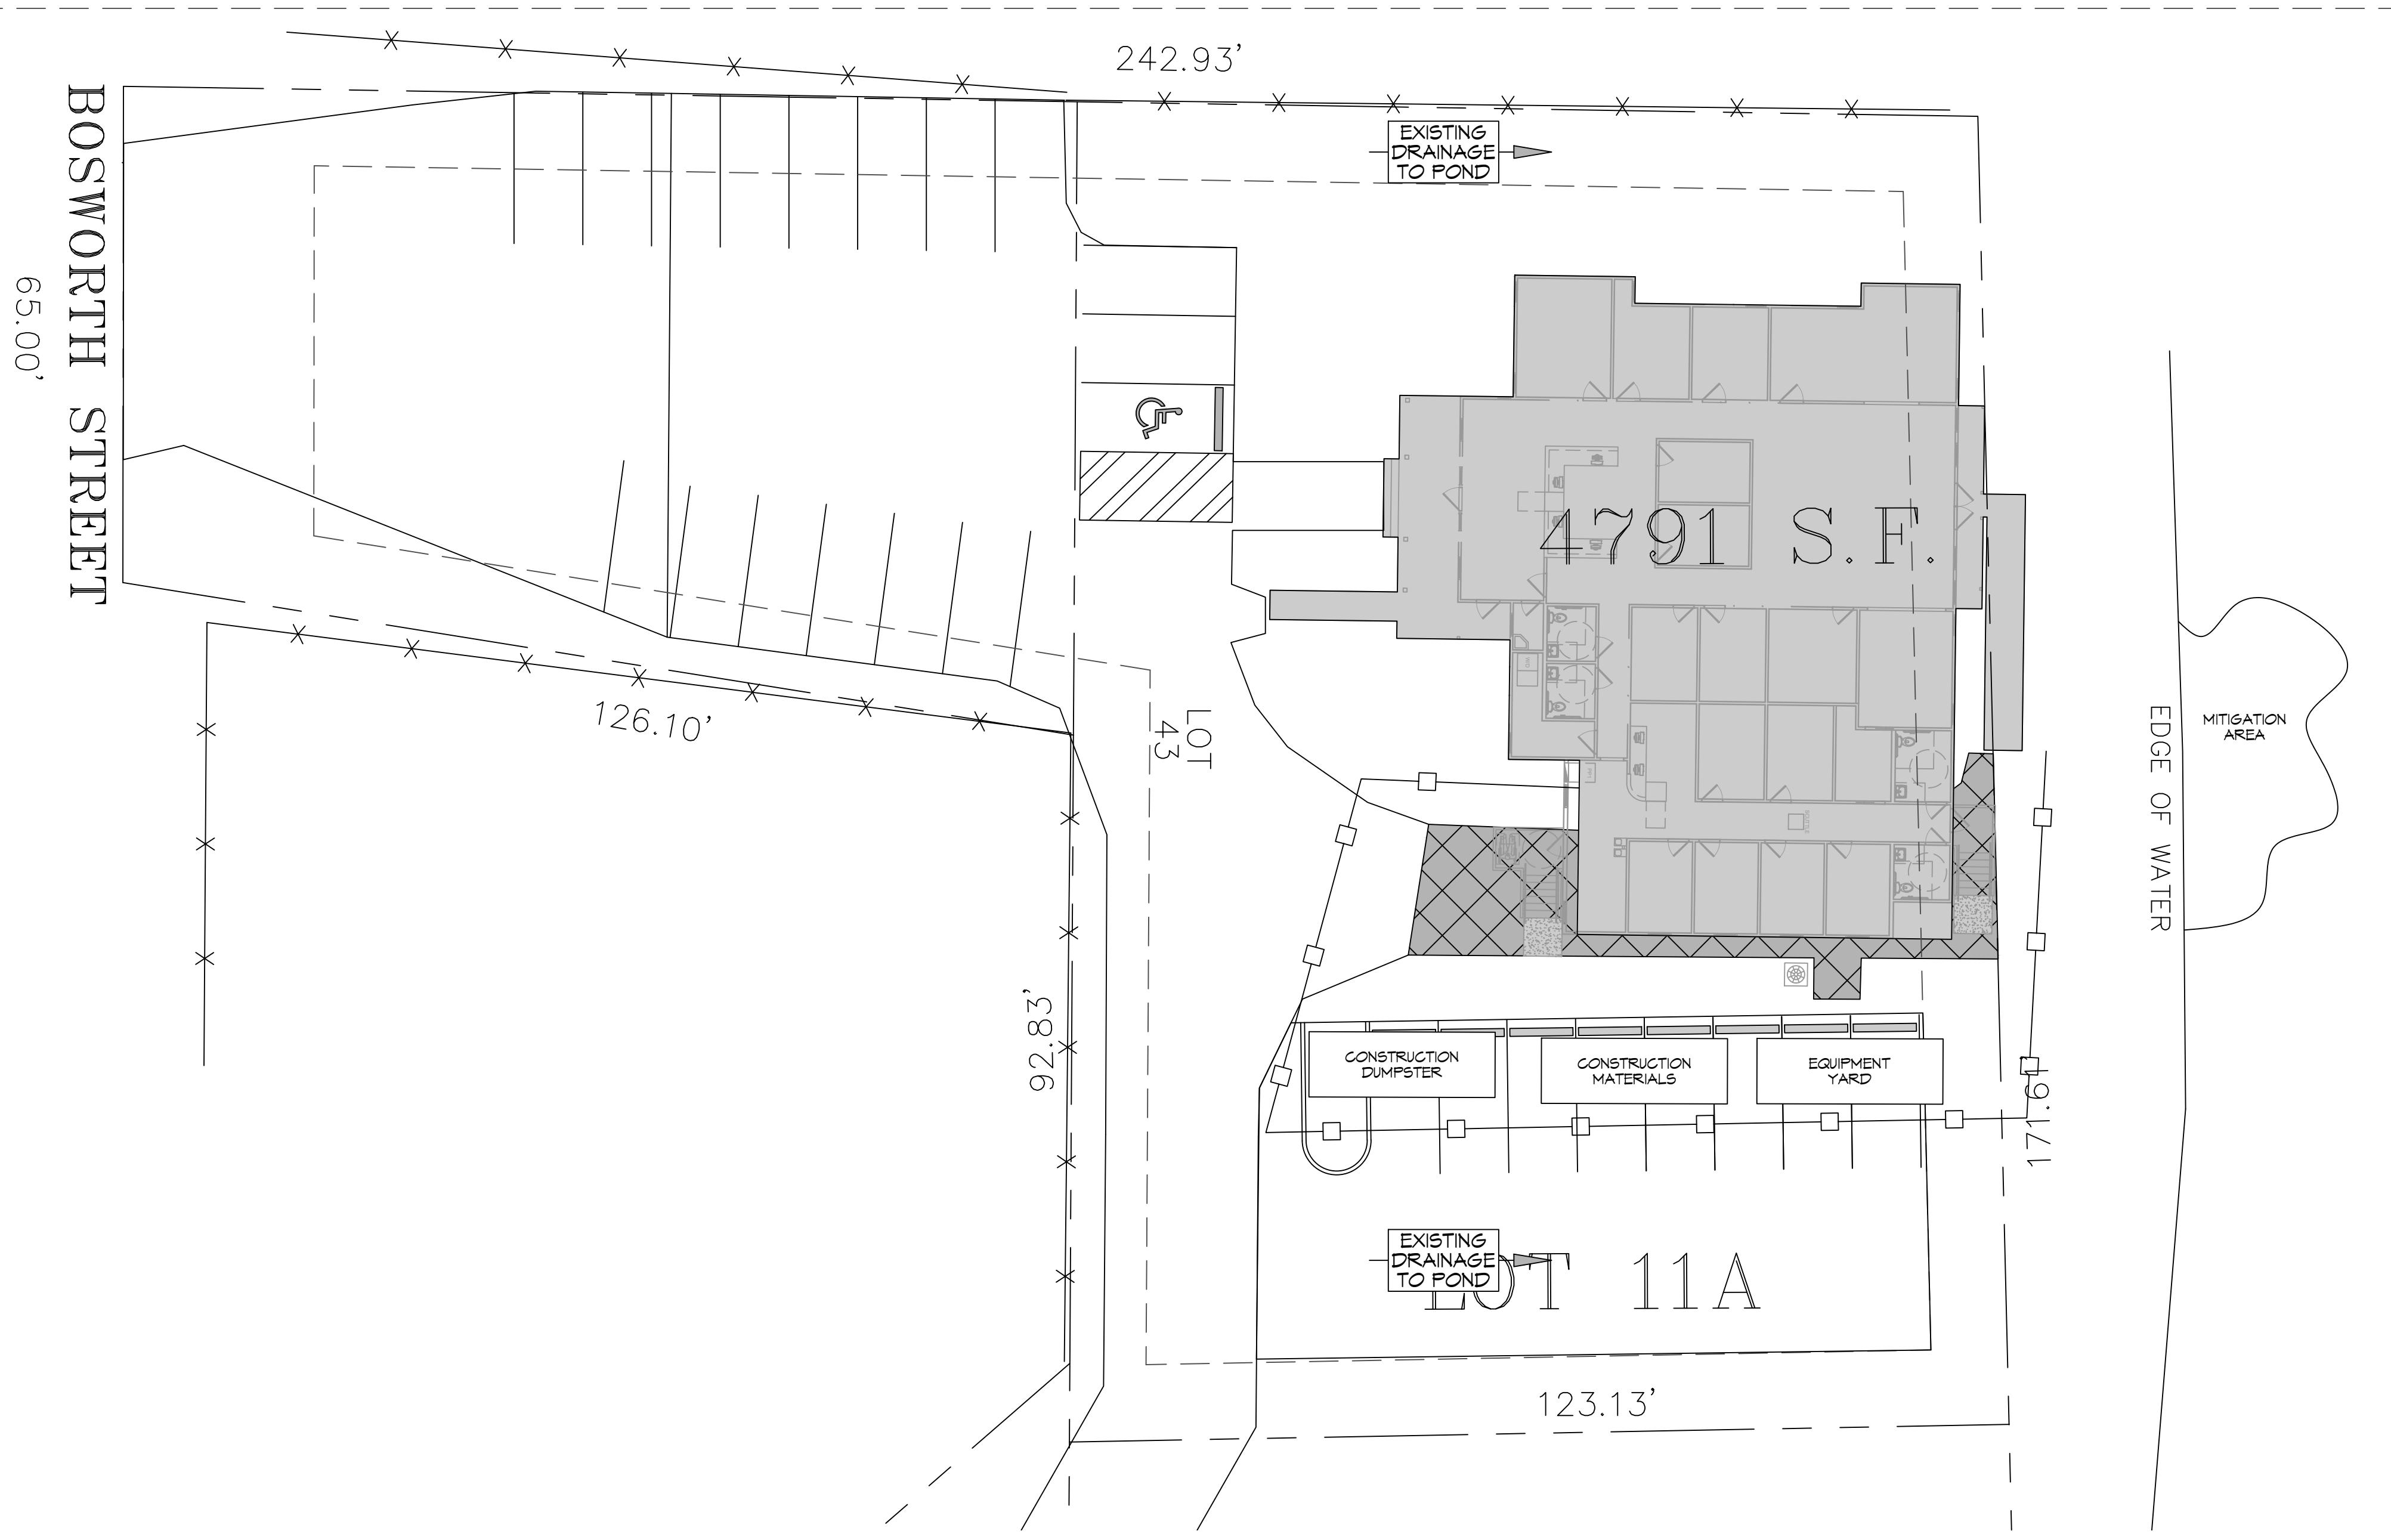 242.93'
BOSWORTH STREET
65.00'
EXISTING
DRAINAGE
TO POND
4791 S.F.
126.10'
LOT
43
EDGE OF WATER
MITIGATION
AREA
92.83'
CONSTRUCTION
DUMPSTER
CONSTRUCTION
MATERIALS
EQUIPMENT
YARD
171.61'
EXISTING
DRAINAGE
TO POND
LOT 11A
123.13'